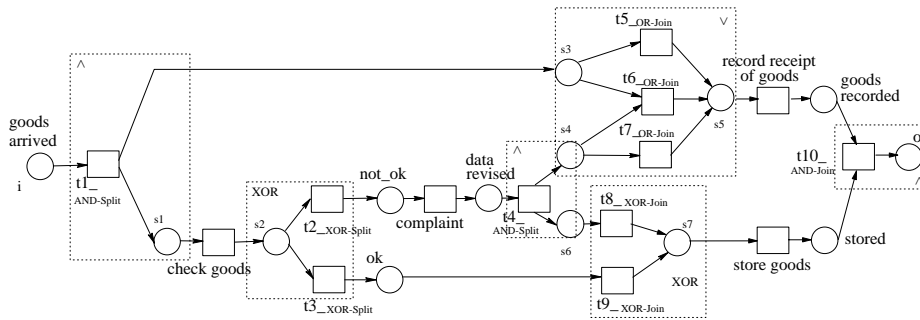 ^
goods
arrived
i
t1_
AND-Split
s1
check goods
XOR
s2
t2_XOR-Split
t3_XOR-Split
not_ok
ok
complaint
data
revised
^
t4_
AND-Split
s3
s4
s6
t5_OR-Join
t6_OR-Join
t7_OR-Join
s5
v
t8_XOR-Join
t9_XOR-Join
s7
XOR
record receipt
of goods
goods
recorded
store goods
stored
t10_
AND-Join
o
^